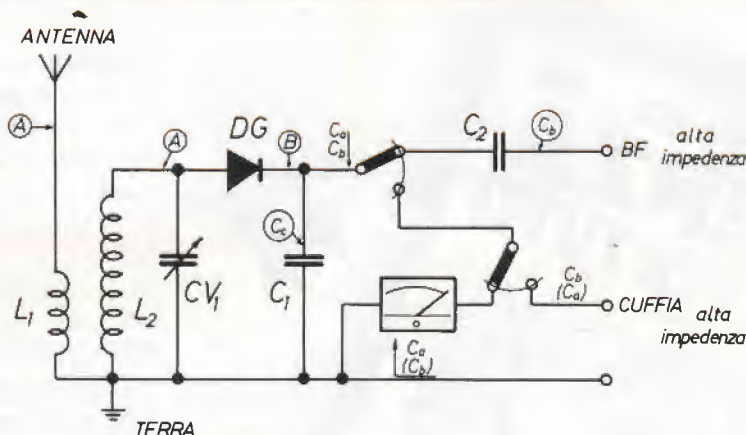 ANTENNA
A
A
DG
B
Ca
Cb
C2
Cb
BF
alta
impedenza
Cc
L1
L2
CV1
C1
Cb
(Ca)
CUFFIA
alta
impedenza
Ca
(Cb)
TERRA